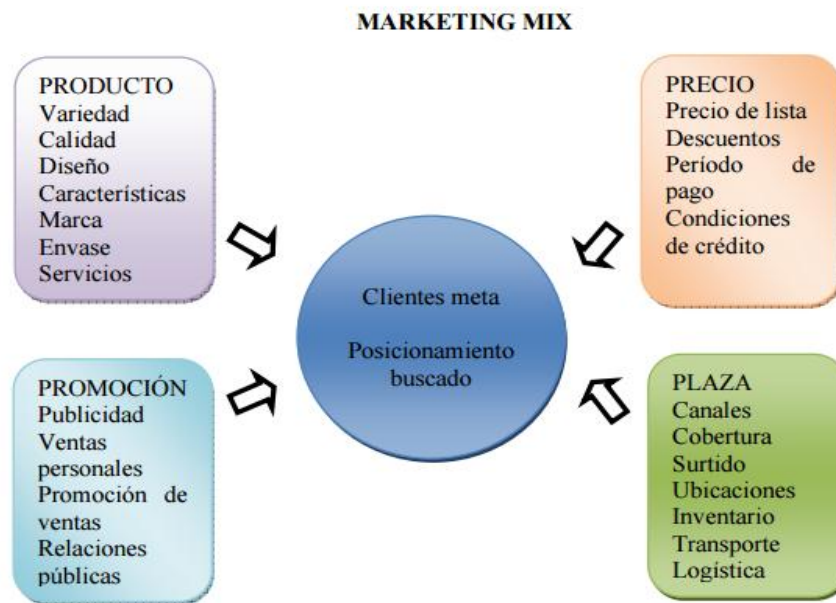 MARKETING MIX
PRODUCTO
Variedad
Calidad
Diseño
Características
Marca
Envase
Servicios
PRECIO
Precio de lista
Descuentos
Período de
pago
Condiciones
de crédito
Clientes meta
Posicionamiento
buscado
PROMOCIÓN
Publicidad
Ventas
personales
Promoción de
ventas
Relaciones
públicas
PLAZA
Canales
Cobertura
Surtido
Ubicaciones
Inventario
Transporte
Logística